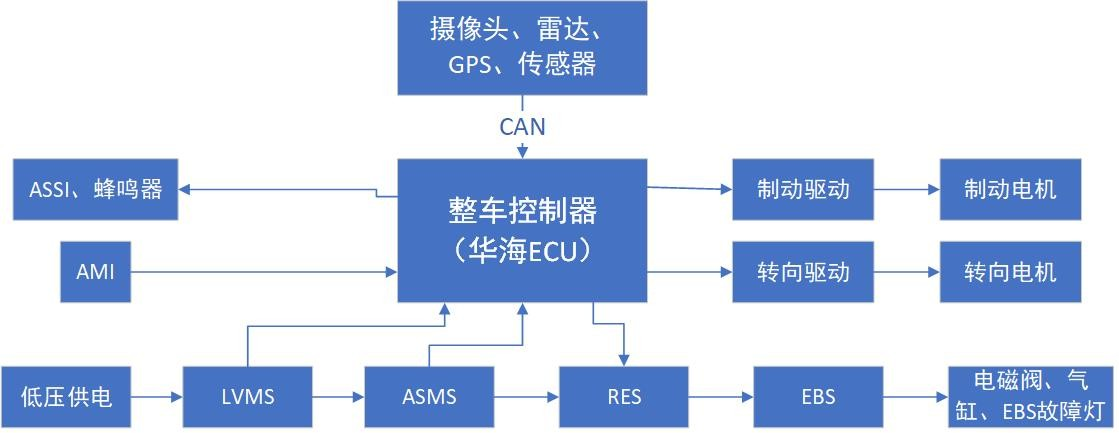 摄像头、雷达、
GPS、传感器
CAN
ASSI、蜂鸣器
整车控制器
（华海ECU）
制动驱动
制动电机
AMI
转向驱动
转向电机
低压供电
LVMS
ASMS
RES
EBS
电磁阀、气
缸、EBS故障灯